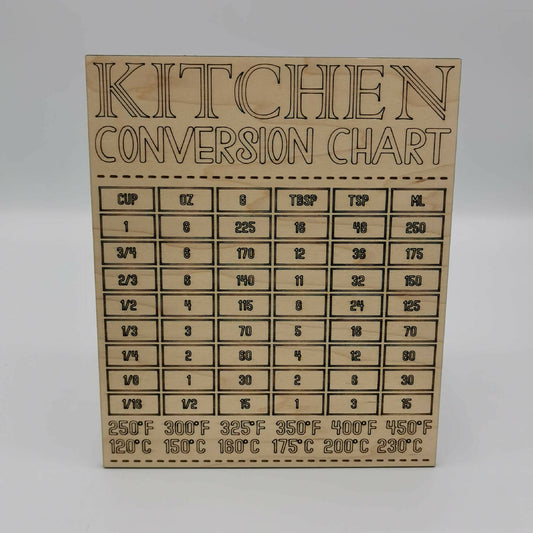 KITCHEN
CONVERSION CHART
CUP OZ G TBSP TSP ML
1 8 225 16 48 250
3/4 6 170 12 36 175
2/3 5 140 11 32 150
1/2 4 115 8 24 125
1/3 3 70 5 16 70
1/4 2 60 4 12 60
1/8 1 30 2 6 30
1/16 1/2 15 1 3 15
250°F 300°F 325°F 350°F 400°F 450°F
120°C 150°C 160°C 175°C 200°C 230°C